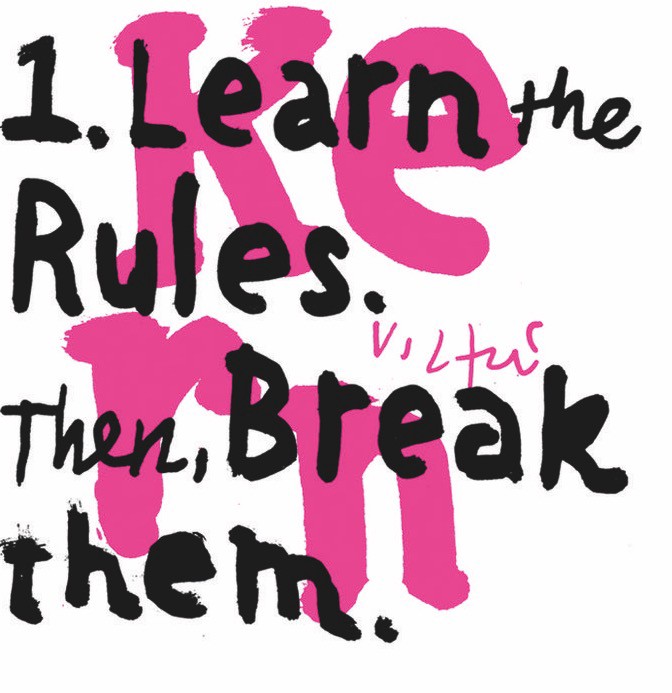 1. Learn the
Rules.
Then, Break
them.
Ke
rn